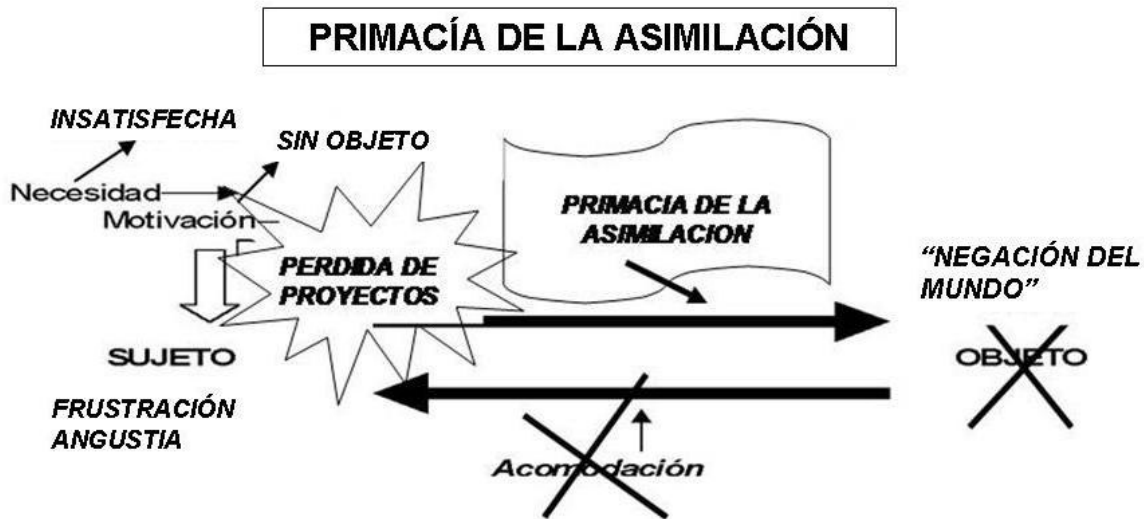 PRIMACÍA DE LA ASIMILACIÓN
INSATISFECHA
SIN OBJETO
Necesidad
Motivación
PRIMACIA DE LA
ASIMILACION
PERDIDA DE
PROYECTOS
“NEGACIÓN DEL
MUNDO”
SUJETO
OBJETO
FRUSTRACIÓN
ANGUSTIA
Acomodación